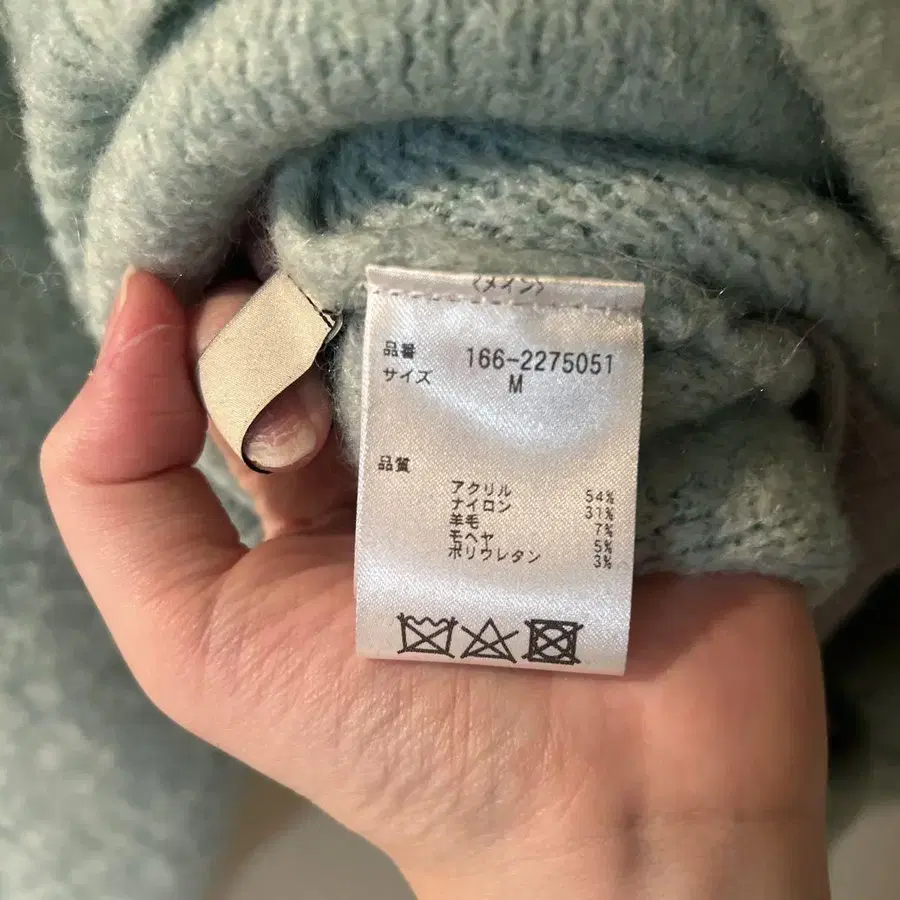 〈メイン〉
品番 166-2275051
サイズ M
品質
アクリル 54%
ナイロン 31%
羊毛 7%
モヘヤ 5%
ポリウレタン 3%